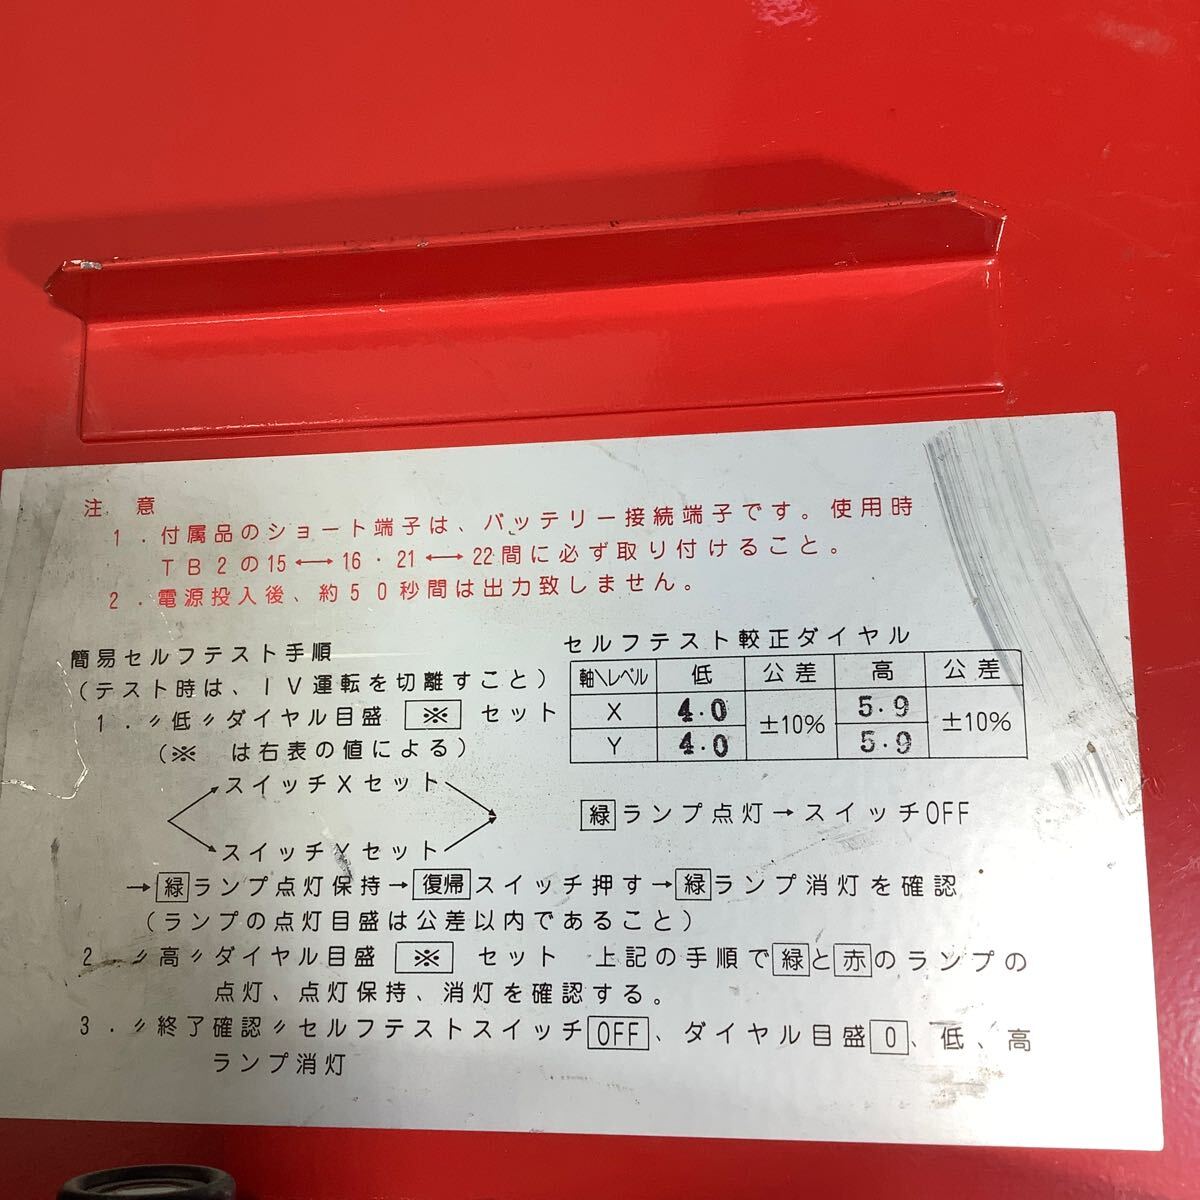 注 意
1．付属品のショート端子は、バッテリー接続端子です。使用時
TB2の15⟷16・21⟷22間に必ず取り付けること。
2．電源投入後、約50秒間は出力致しません。
簡易セルフテスト手順
(テスト時は、IV運転を切離すこと)
1．〃低〃ダイヤル目盛 ※ セット
(※ は右表の値による)
セルフテスト較正ダイヤル
軸\レベル 低 公差 高 公差
X 4.0 ±10% 5.9 ±10%
Y 4.0 5.9
スイッチXセット
スイッチYセット
緑ランプ点灯→スイッチOFF
→緑ランプ点灯保持→復帰スイッチ押す→緑ランプ消灯を確認
(ランプの点灯目盛は公差以内であること)
2．〃高〃ダイヤル目盛 ※ セット 上記の手順で緑と赤のランプの
点灯、点灯保持、消灯を確認する。
3．〃終了確認〃セルフテストスイッチOFF、ダイヤル目盛0、低、高
ランプ消灯